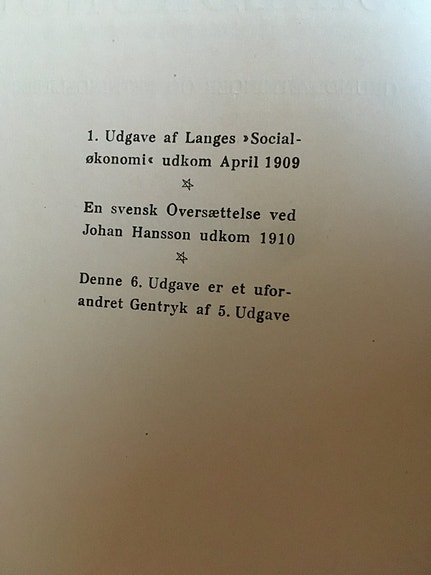 1. Udgave af Langes »Social-
økonomi« udkom April 1909
En svensk Oversættelse ved
Johan Hansson udkom 1910
Denne 6. Udgave er et ufor-
andret Gentryk af 5. Udgave